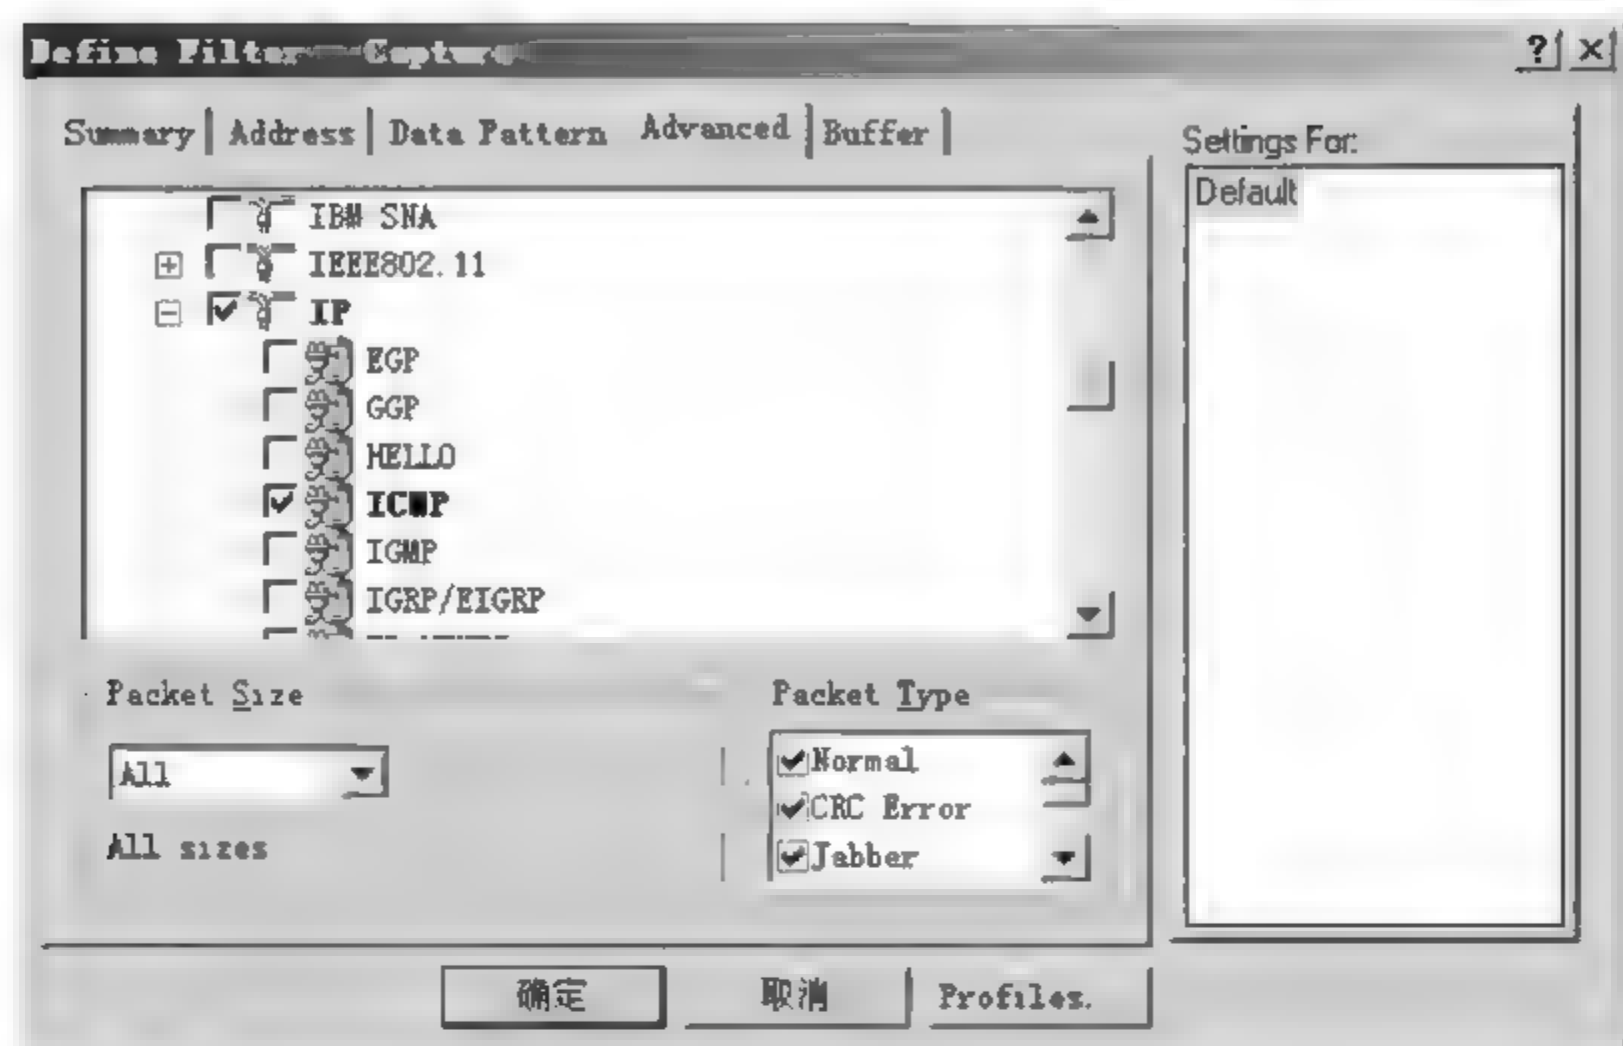 Define Filter - Capture
Summary Address Data Pattern Advanced Buffer
Settings For:
Default
IBM SNA
IEEE802.11
IP
EGP
GGP
HELLO
ICMP
IGMP
IGRP/EIGRP
Packet Size
Packet Type
All
Normal
CRC Error
All sizes
Jabber
确定 取消 Profiles.